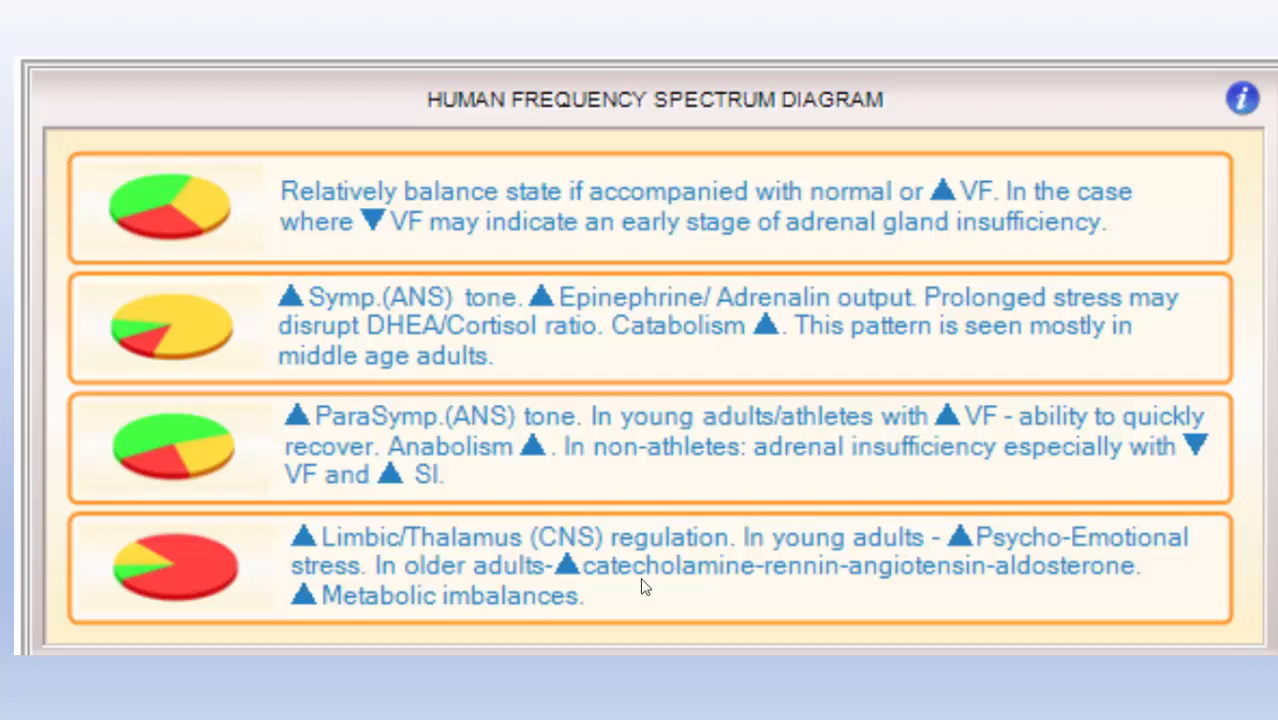 HUMAN FREQUENCY SPECTRUM DIAGRAM
i
Relatively balance state if accompanied with normal or ▲ VF. In the case
where ▼ VF may indicate an early stage of adrenal gland insufficiency.
▲ Symp.(ANS) tone. ▲ Epinephrine/ Adrenalin output. Prolonged stress may
disrupt DHEA/Cortisol ratio. Catabolism ▲. This pattern is seen mostly in
middle age adults.
▲ ParaSymp.(ANS) tone. In young adults/athletes with ▲ VF - ability to quickly
recover. Anabolism ▲. In non-athletes: adrenal insufficiency especially with ▼
VF and ▲ SI.
▲ Limbic/Thalamus (CNS) regulation. In young adults - ▲ Psycho-Emotional
stress. In older adults-▲catecholamine-rennin-angiotensin-aldosterone.
▲ Metabolic imbalances.